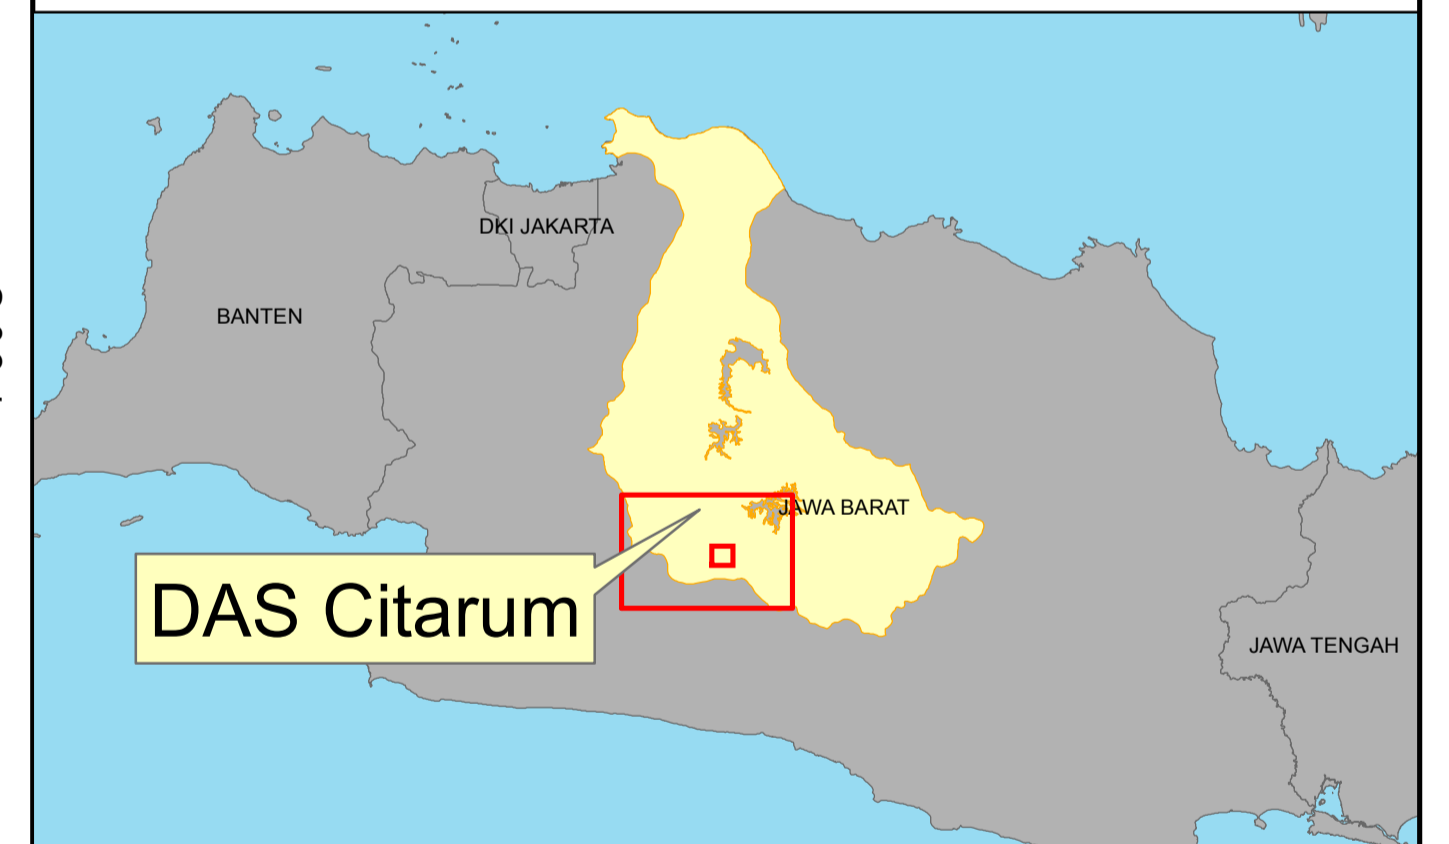 DKI JAKARTA
BANTEN
JAWA BARAT
DAS Citarum
JAWA TENGAH